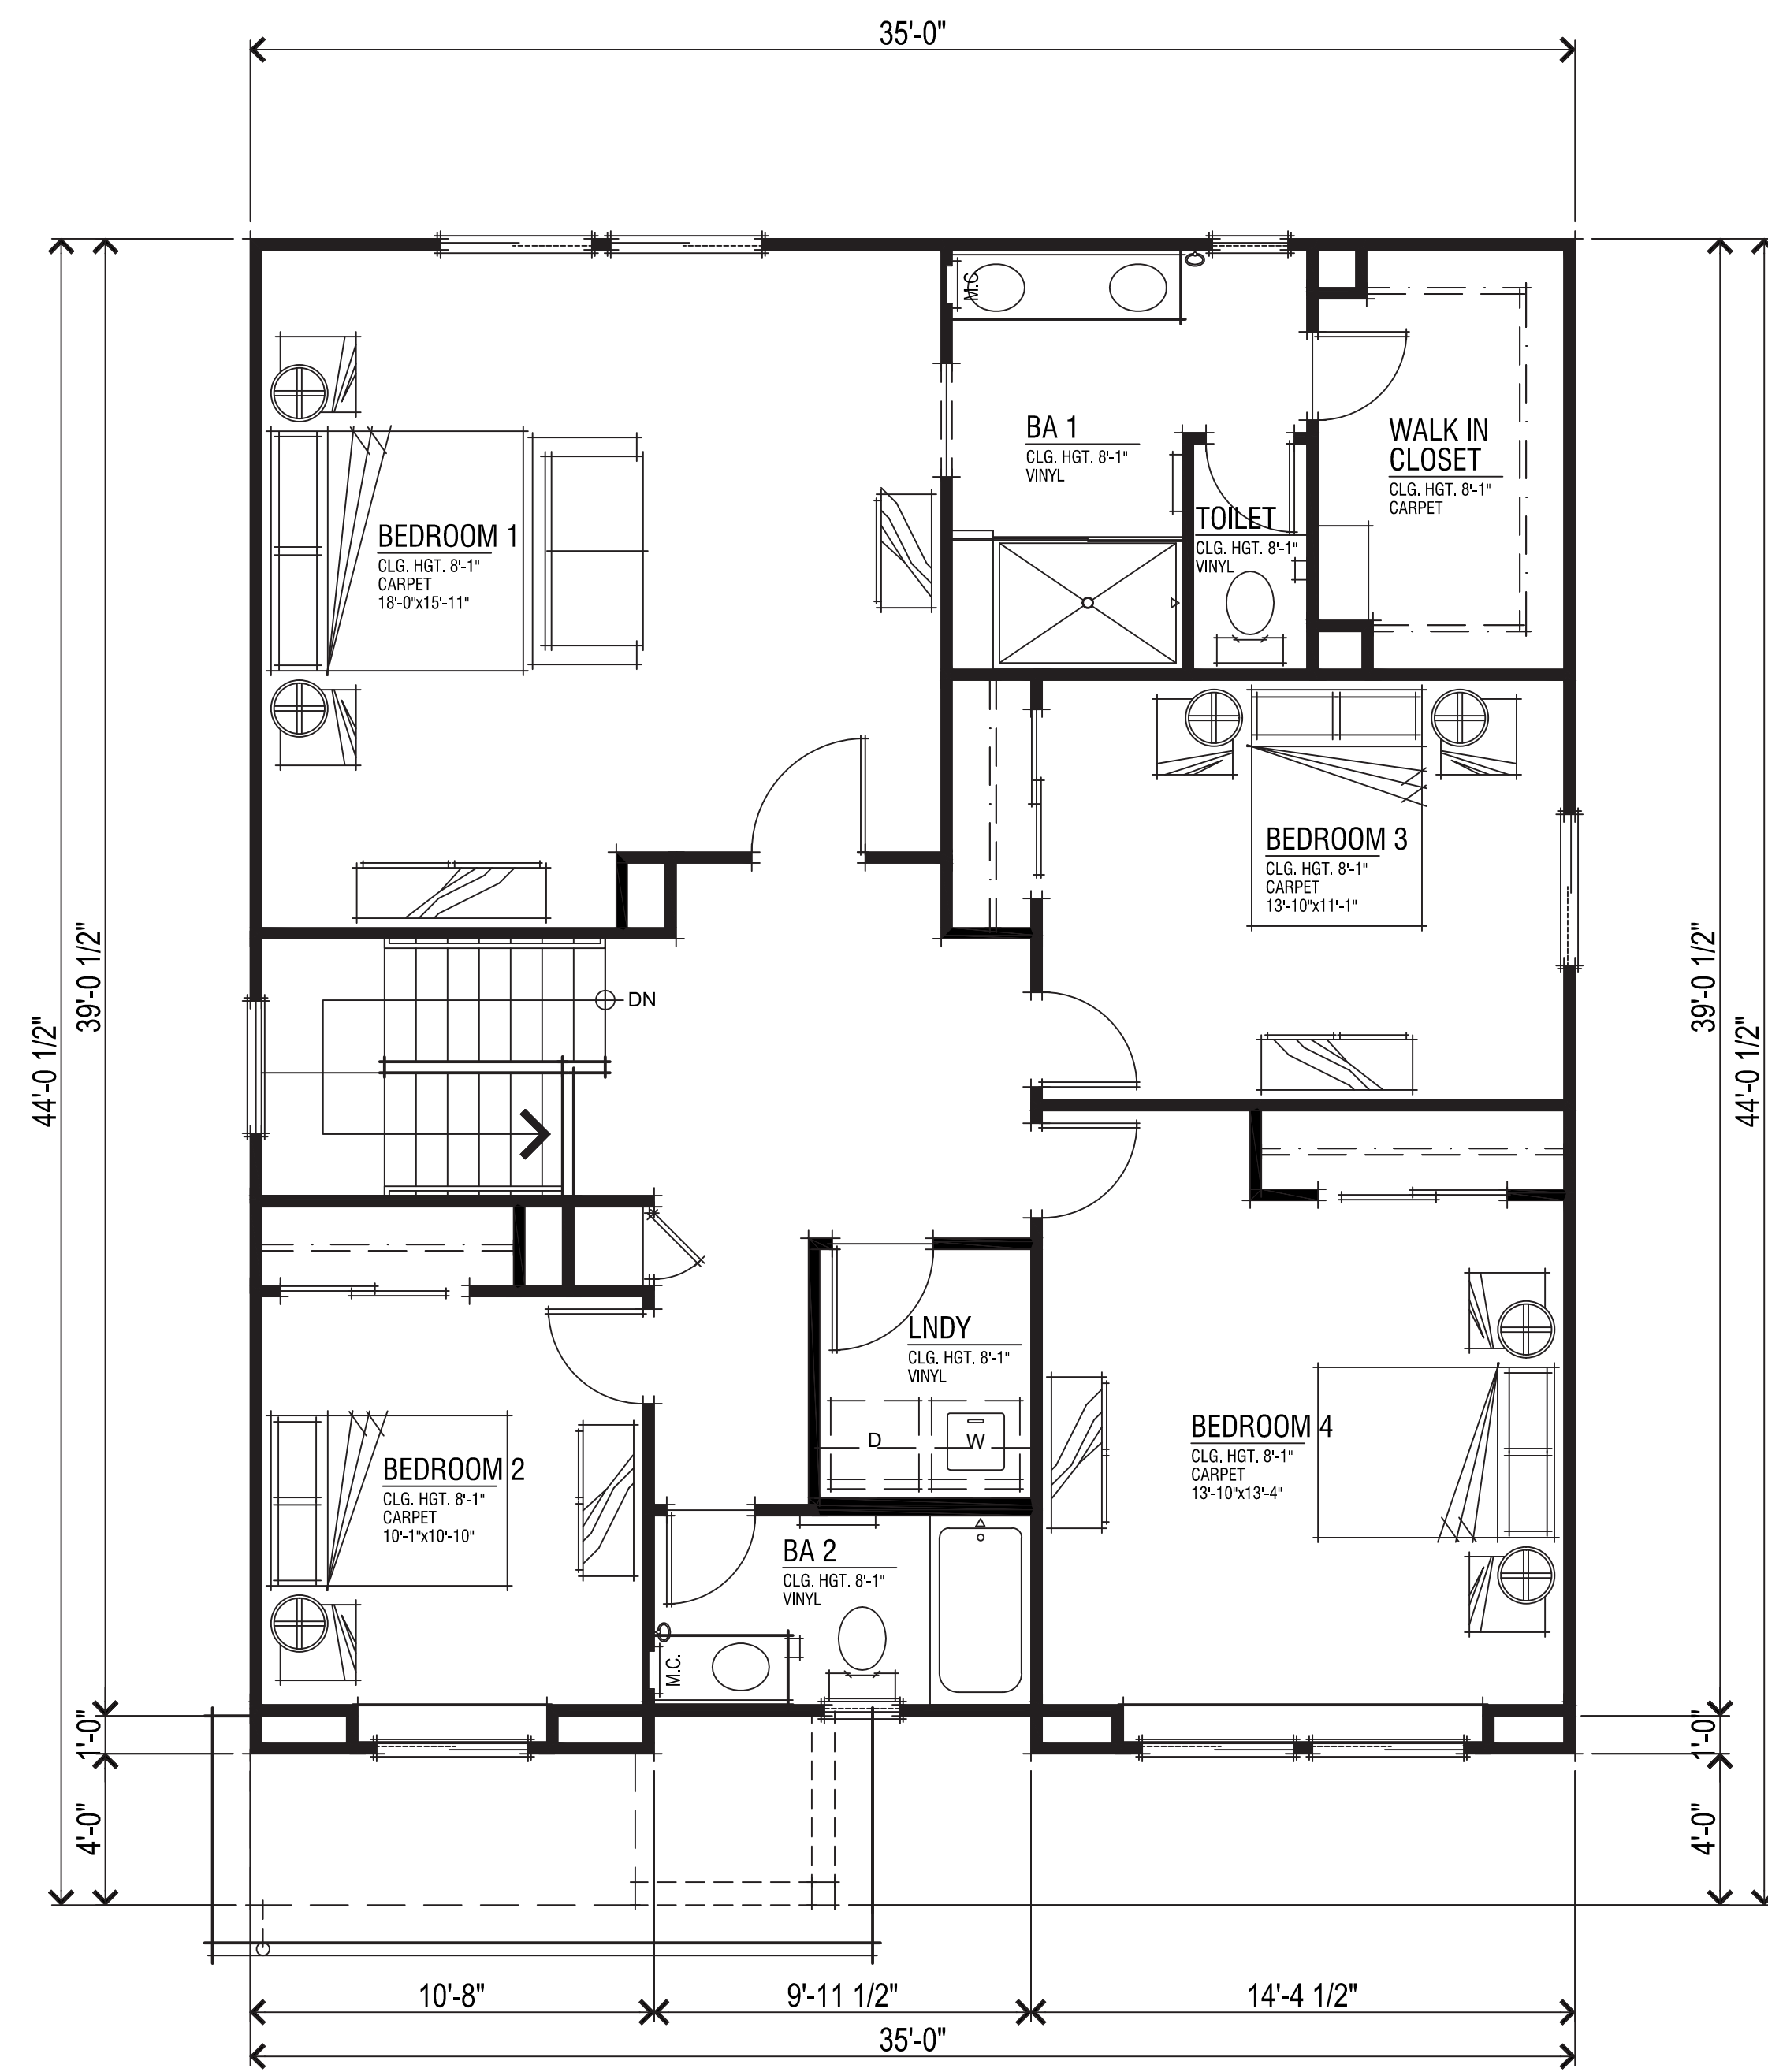 35'-0"
M.C.
BA 1
CLG. HGT. 8'-1"
VINYL
WALK IN
CLOSET
CLG. HGT. 8'-1"
CARPET
TOILET
CLG. HGT. 8'-1"
VINYL
BEDROOM 1
CLG. HGT. 8'-1"
CARPET
18'-0"x15'-11"
BEDROOM 3
CLG. HGT. 8'-1"
CARPET
13'-10"x11'-1"
44'-0 1/2"
39'-0 1/2"
DN
39'-0 1/2"
44'-0 1/2"
LNDY
CLG. HGT. 8'-1"
VINYL
D
W
BEDROOM 4
CLG. HGT. 8'-1"
CARPET
13'-10"x13'-4"
BEDROOM 2
CLG. HGT. 8'-1"
CARPET
10'-1"x10'-10"
BA 2
CLG. HGT. 8'-1"
VINYL
M.C.
1'-0"
1'-0"
4'-0"
4'-0"
10'-8"
9'-11 1/2"
14'-4 1/2"
35'-0"